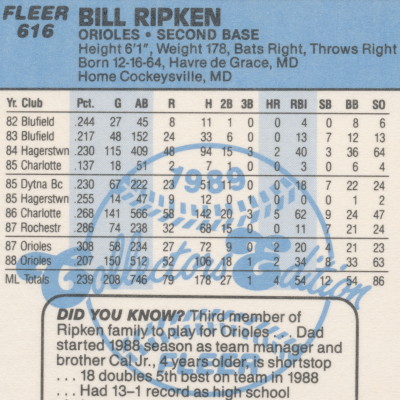 FLEER
616
BILL RIPKEN
ORIOLES • SECOND BASE
Height 6'1", Weight 178, Bats Right, Throws Right
Born 12-16-64, Havre de Grace, MD
Home Cockeysville, MD
Yr. Club Pct. G AB R H 2B 3B HR RBI SB BB SO
82 Blufield .244 27 45 8 11 1 0 0 4 0 8 6
83 Blufield .217 48 152 24 33 6 0 0 13 7 12 13
84 Hagerstwn .230 115 409 48 94 15 3 2 40 3 36 64
85 Charlotte .137 18 51 2 7 1 0 3 0 6 4
85 Dytna Bc .230 67 222 23 51 0 18 7 22 24
85 Hagerstwn .255 14 47 9 12 0 0 0 0 1 2
86 Charlotte .268 141 566 58 142 20 3 62 9 24 47
87 Rochestr .286 74 238 32 68 15 0 0 11 7 21 24
87 Orioles .308 58 234 27 72 9 0 2 20 4 21 23
88 Orioles .207 150 512 52 106 18 1 2 34 8 33 63
ML Totals .239 208 746 79 178 27 1 4 54 12 54 86
1989
Collectors Edition
FLEER
DID YOU KNOW? Third member of
Ripken family to play for Orioles . . . Dad
started 1988 season as team manager and
brother Cal Jr., 4 years older, is shortstop
. . . 18 doubles 5th best on team in 1988
. . . Had 13–1 record as high school